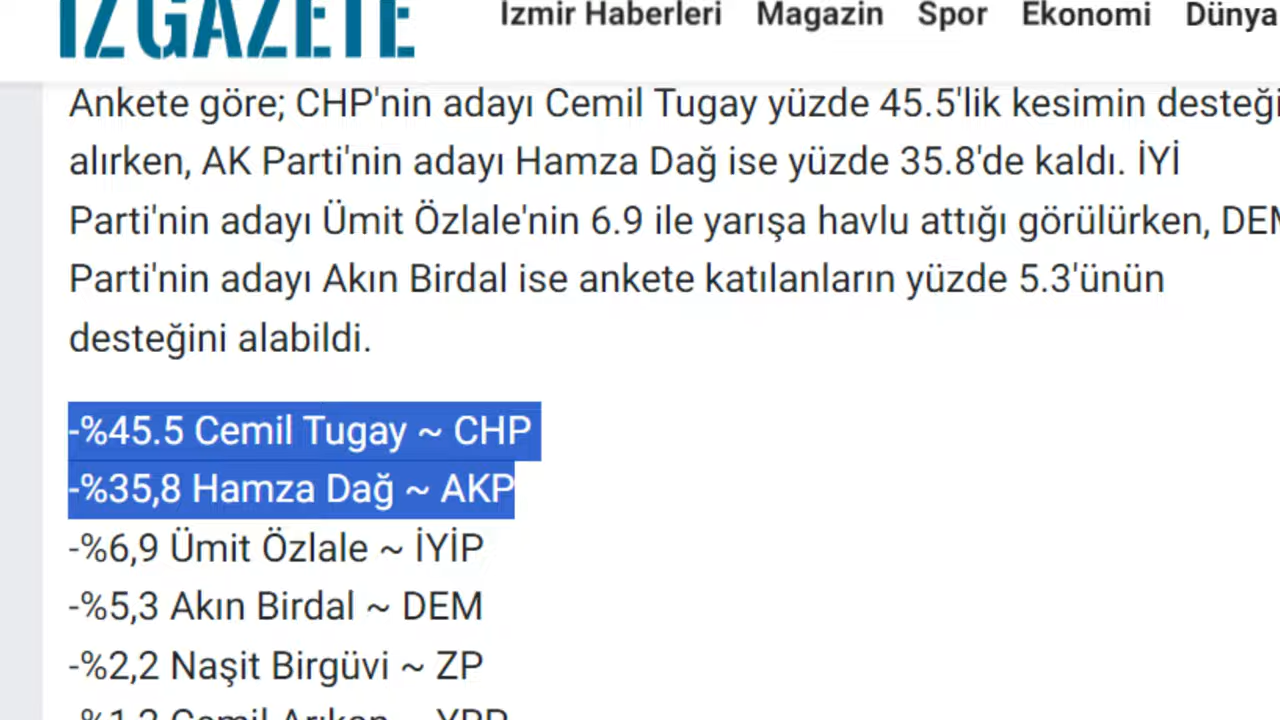 İZGAZETE
İzmir Haberleri Magazin Spor Ekonomi Dünya
Ankete göre; CHP'nin adayı Cemil Tugay yüzde 45.5'lik kesimin desteği
alırken, AK Parti'nin adayı Hamza Dağ ise yüzde 35.8'de kaldı. İYİ
Parti'nin adayı Ümit Özlale'nin 6.9 ile yarışa havlu attığı görülürken, DEM
Parti'nin adayı Akın Birdal ise ankete katılanların yüzde 5.3'ünün
desteğini alabildi.
-%45.5 Cemil Tugay ~ CHP
-%35,8 Hamza Dağ ~ AKP
-%6,9 Ümit Özlale ~ İYİP
-%5,3 Akın Birdal ~ DEM
-%2,2 Naşit Birgüvi ~ ZP